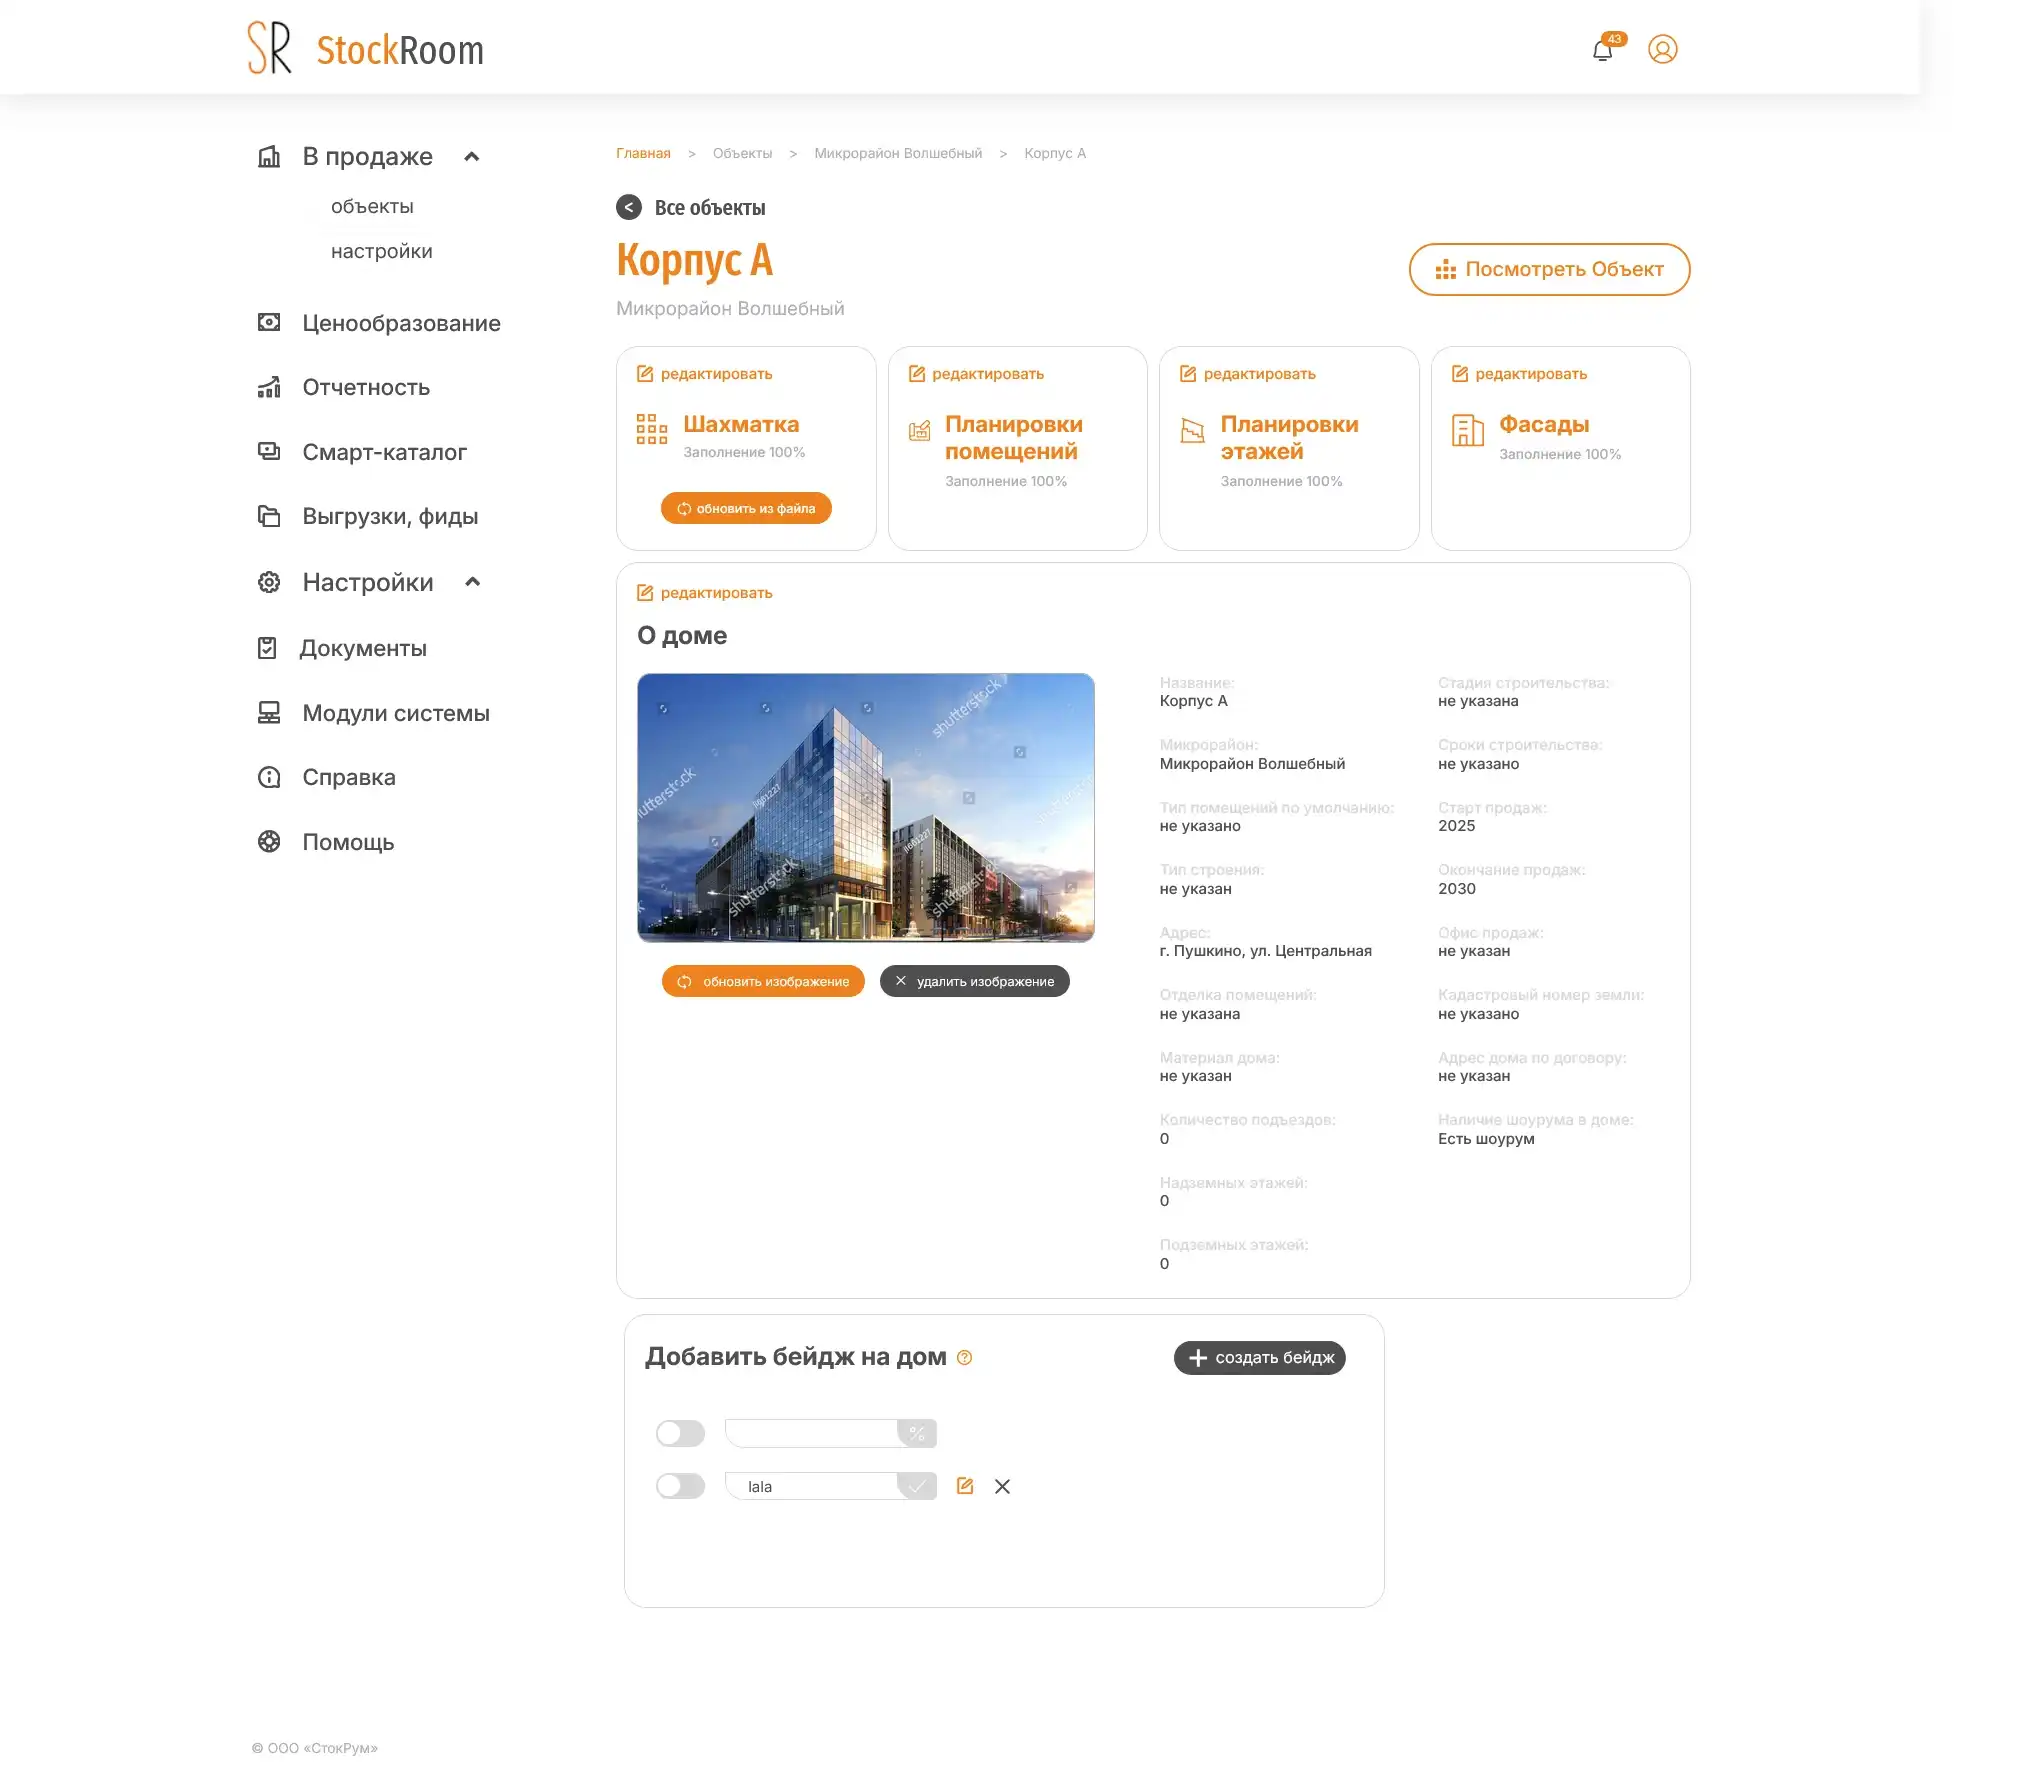 SR StockRoom
43
В продаже
объекты
настройки
Ценообразование
Отчетность
Смарт-каталог
Выгрузки, фиды
Настройки
Документы
Модули системы
Справка
Помощь
Главная > Объекты > Микрорайон Волшебный > Корпус А
< Все объекты
Корпус А
Микрорайон Волшебный
Посмотреть Объект
редактировать
Шахматка
Заполнение 100%
обновить из файла
редактировать
Планировки
помещений
Заполнение 100%
редактировать
Планировки
этажей
Заполнение 100%
редактировать
Фасады
Заполнение 100%
редактировать
О доме
shutterstock
shutterstock
shutterstock
обновить изображение
удалить изображение
Название:
Корпус А
Микрорайон:
Микрорайон Волшебный
Тип помещений по умолчанию:
не указано
Тип строения:
не указан
Адрес:
г. Пушкино, ул. Центральная
Отделка помещений:
не указана
Материал дома:
не указан
Количество подъездов:
0
Надземных этажей:
0
Подземных этажей:
0
Стадия строительства:
не указана
Сроки строительства:
не указано
Старт продаж:
2025
Окончание продаж:
2030
Офис продаж:
не указан
Кадастровый номер земли:
не указано
Адрес дома по договору:
не указан
Наличие шоурума в доме:
Есть шоурум
Добавить бейдж на дом ?
+ создать бейдж
%
lala
© ООО «СтокРум»